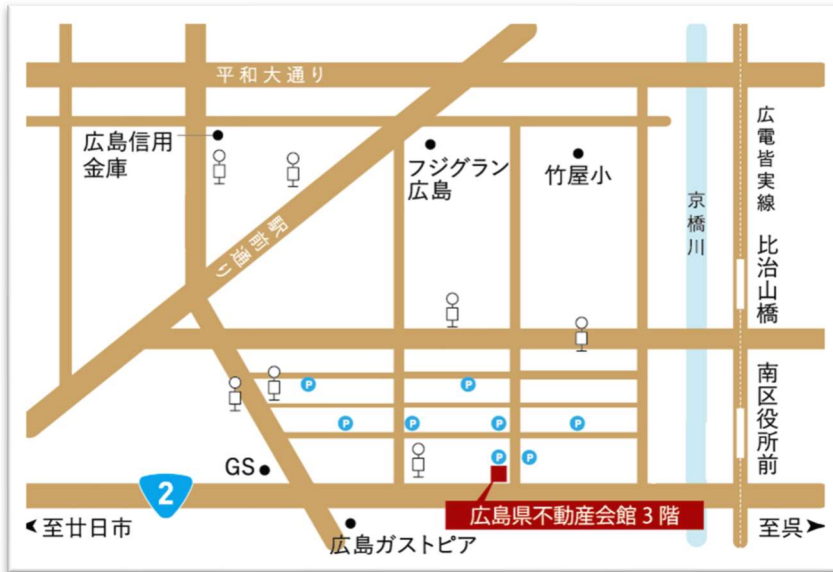 平和大通り
広島信用
金庫
フジグラン
広島
竹屋小
広電皆実線
京橋川
比治山橋
駅前通り
P
P
P
P
P
P
P
P
南区役所前
GS
2
広島県不動産会館3階
至廿日市
広島ガストピア
至呉